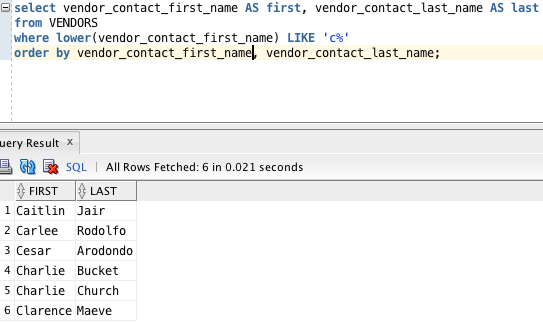 select vendor_contact_first_name AS first, vendor_contact_last_name AS last
from VENDORS
where lower(vendor_contact_first_name) LIKE 'c%'
order by vendor_contact_first_name, vendor_contact_last_name;
uery Result x
SQL | All Rows Fetched: 6 in 0.021 seconds
FIRST LAST
1 Caitlin Jair
2 Carlee Rodolfo
3 Cesar Arodondo
4 Charlie Bucket
5 Charlie Church
6 Clarence Maeve